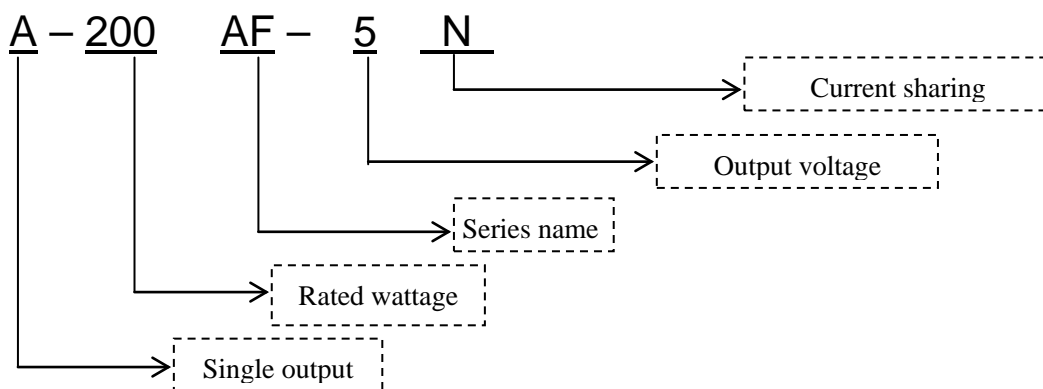 A – 200 AF – 5 N
Current sharing
Output voltage
Series name
Rated wattage
Single output